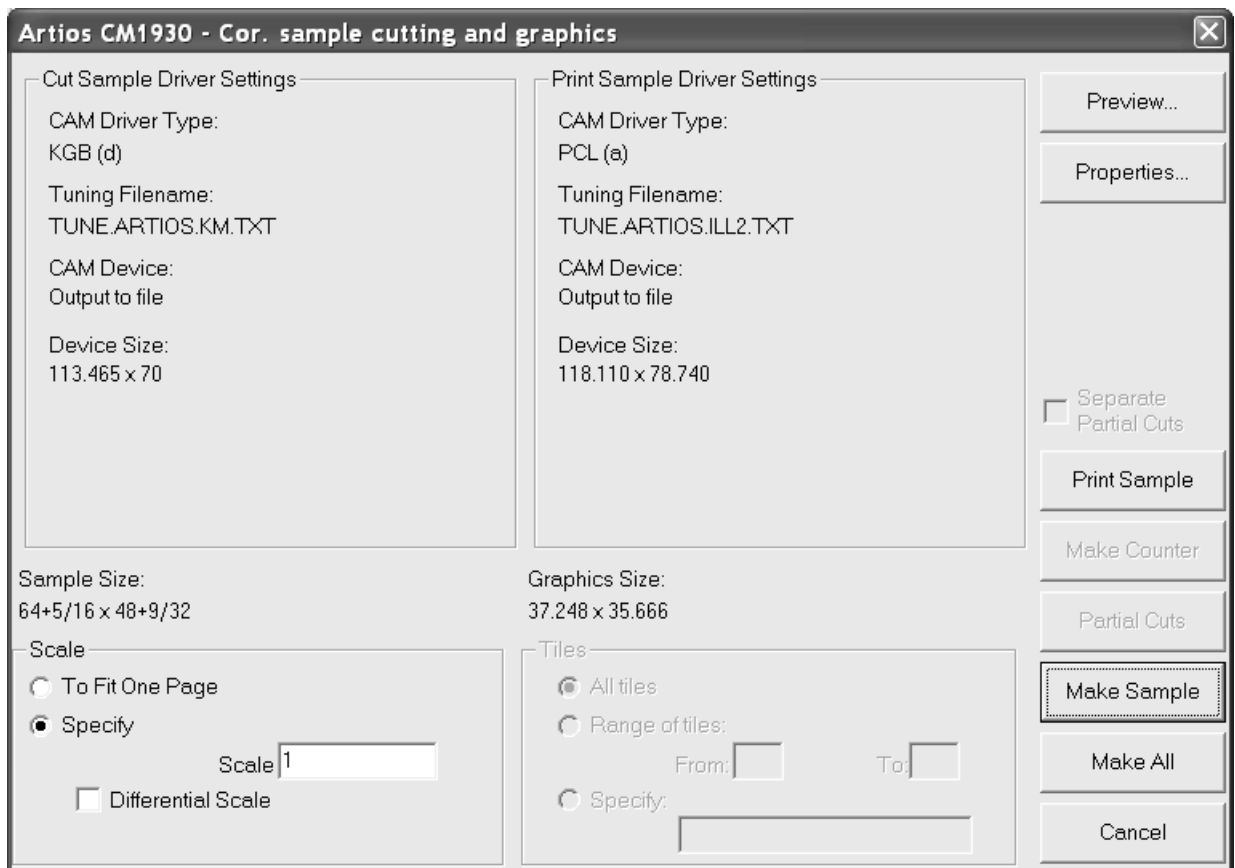 Artios CM1930 - Cor. sample cutting and graphics
Cut Sample Driver Settings
CAM Driver Type:
KGB (d)
Tuning Filename:
TUNE.ARTIOS.KM.TXT
CAM Device:
Output to file
Device Size:
113.465 x 70
Print Sample Driver Settings
CAM Driver Type:
PCL (a)
Tuning Filename:
TUNE.ARTIOS.ILL2.TXT
CAM Device:
Output to file
Device Size:
118.110 x 78.740
Sample Size:
64+5/16 x 48+9/32
Graphics Size:
37.248 x 35.666
Scale
To Fit One Page
Specify
Scale 1
Differential Scale
Tiles
All tiles
Range of tiles:
From: To:
Specify:
Preview...
Properties...
Separate
Partial Cuts
Print Sample
Make Counter
Partial Cuts
Make Sample
Make All
Cancel